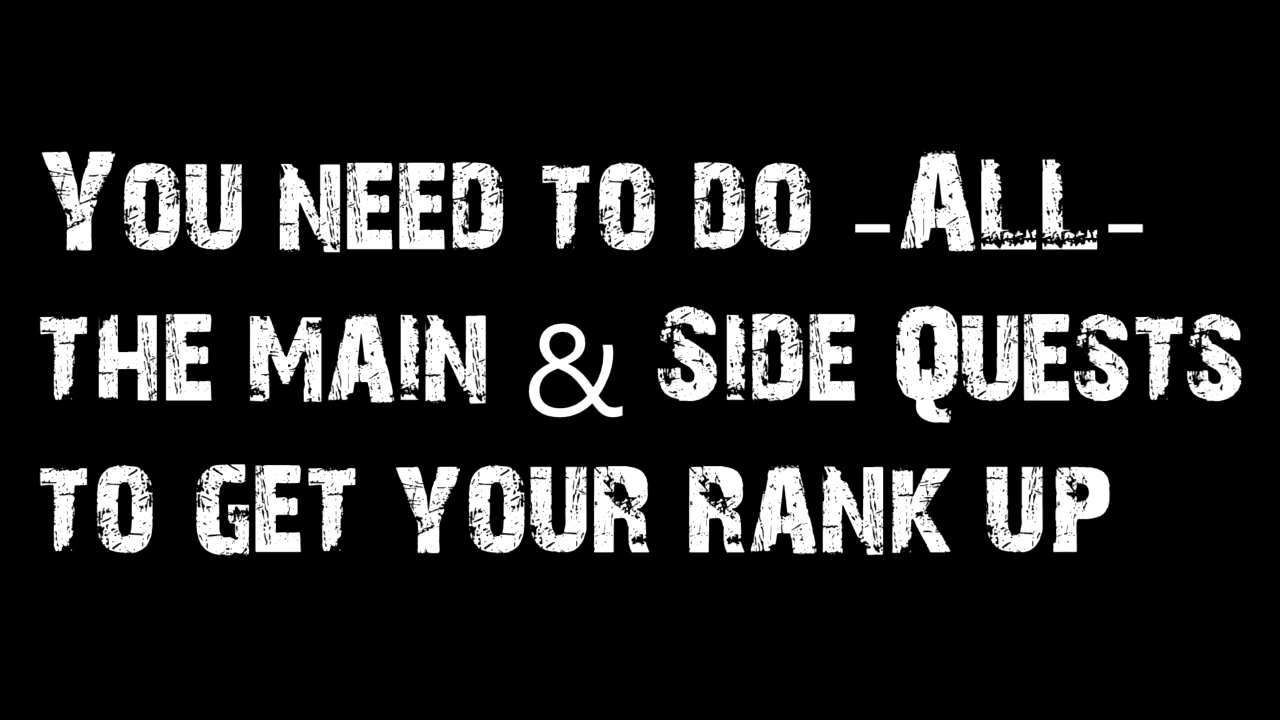 You need to do -All-
the main & Side Quests
to get your rank up